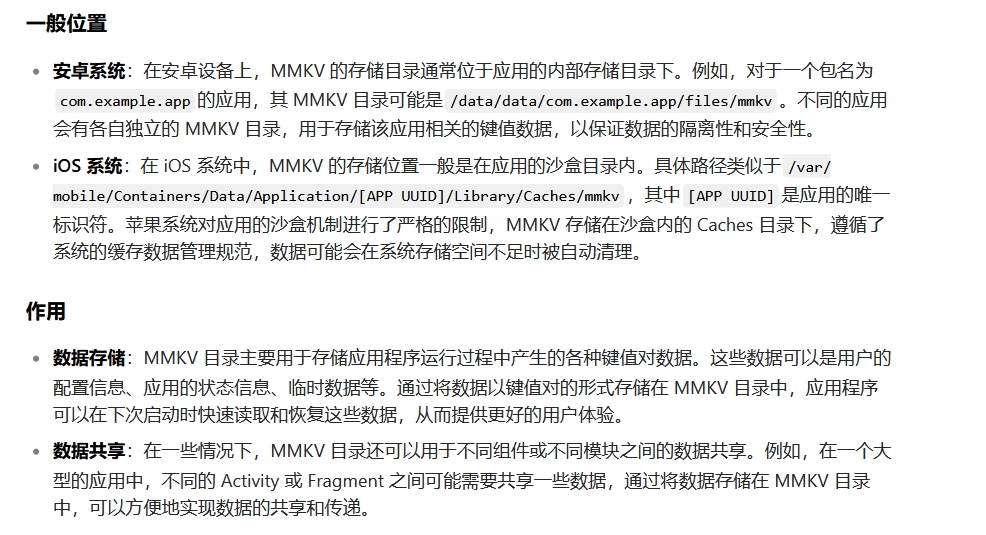 一般位置
安卓系统：在安卓设备上，MMKV 的存储目录通常位于应用的内部存储目录下。例如，对于一个包名为
com.example.app 的应用，其 MMKV 目录可能是 /data/data/com.example.app/files/mmkv 。不同的应用
会有各自独立的 MMKV 目录，用于存储该应用相关的键值数据，以保证数据的隔离性和安全性。
iOS 系统：在 iOS 系统中，MMKV 的存储位置一般是在应用的沙盒目录内。具体路径类似于 /var/
mobile/Containers/Data/Application/[APP UUID]/Library/Caches/mmkv ，其中 [APP UUID] 是应用的唯一
标识符。苹果系统对应用的沙盒机制进行了严格的限制，MMKV 存储在沙盒内的 Caches 目录下，遵循了
系统的缓存数据管理规范，数据可能会在系统存储空间不足时被自动清理。
作用
数据存储：MMKV 目录主要用于存储应用程序运行过程中产生的各种键值对数据。这些数据可以是用户的
配置信息、应用的状态信息、临时数据等。通过将数据以键值对的形式存储在 MMKV 目录中，应用程序
可以在下次启动时快速读取和恢复这些数据，从而提供更好的用户体验。
数据共享：在一些情况下，MMKV 目录还可以用于不同组件或不同模块之间的数据共享。例如，在一个大
型的应用中，不同的 Activity 或 Fragment 之间可能需要共享一些数据，通过将数据存储在 MMKV 目录
中，可以方便地实现数据的共享和传递。